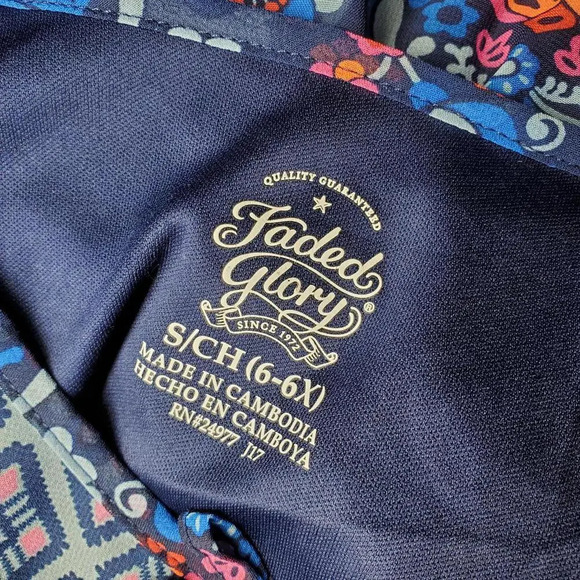 QUALITY GUARANTEED
Faded
Glory®
SINCE 1972
S/CH (6-6X)
MADE IN CAMBODIA
HECHO EN CAMBOYA
RN#24977 J17